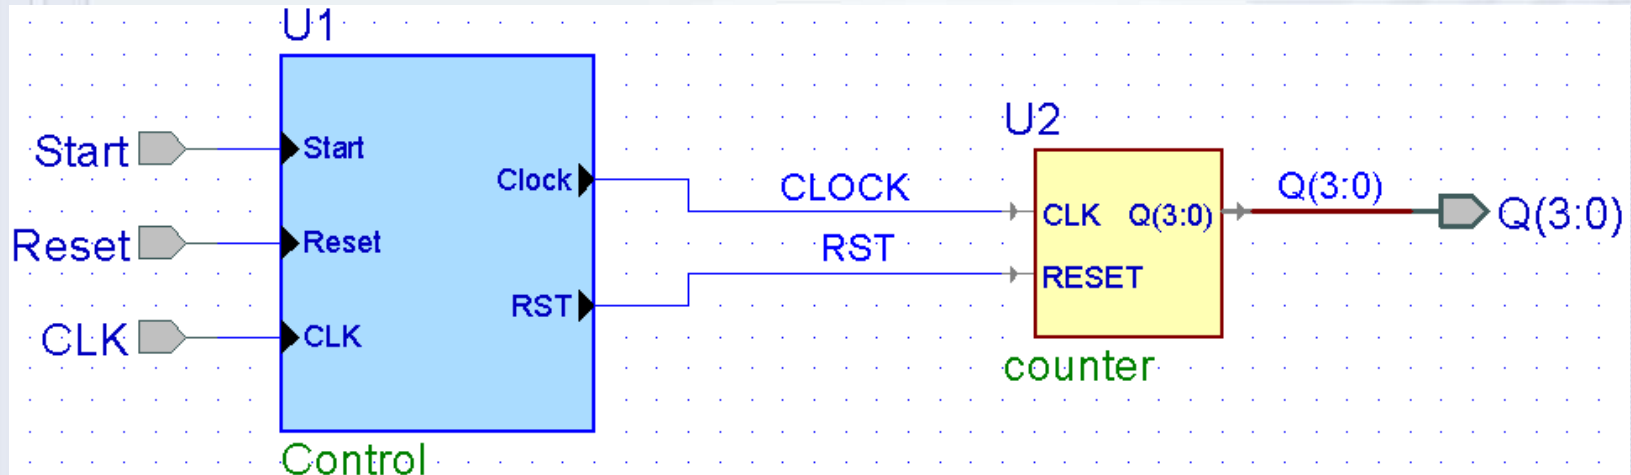 U1
Start
Start
Reset
Reset
CLK
CLK
Clock
RST
Control
CLOCK
RST
U2
CLK
Q(3:0)
RESET
counter
Q(3:0)
Q(3:0)